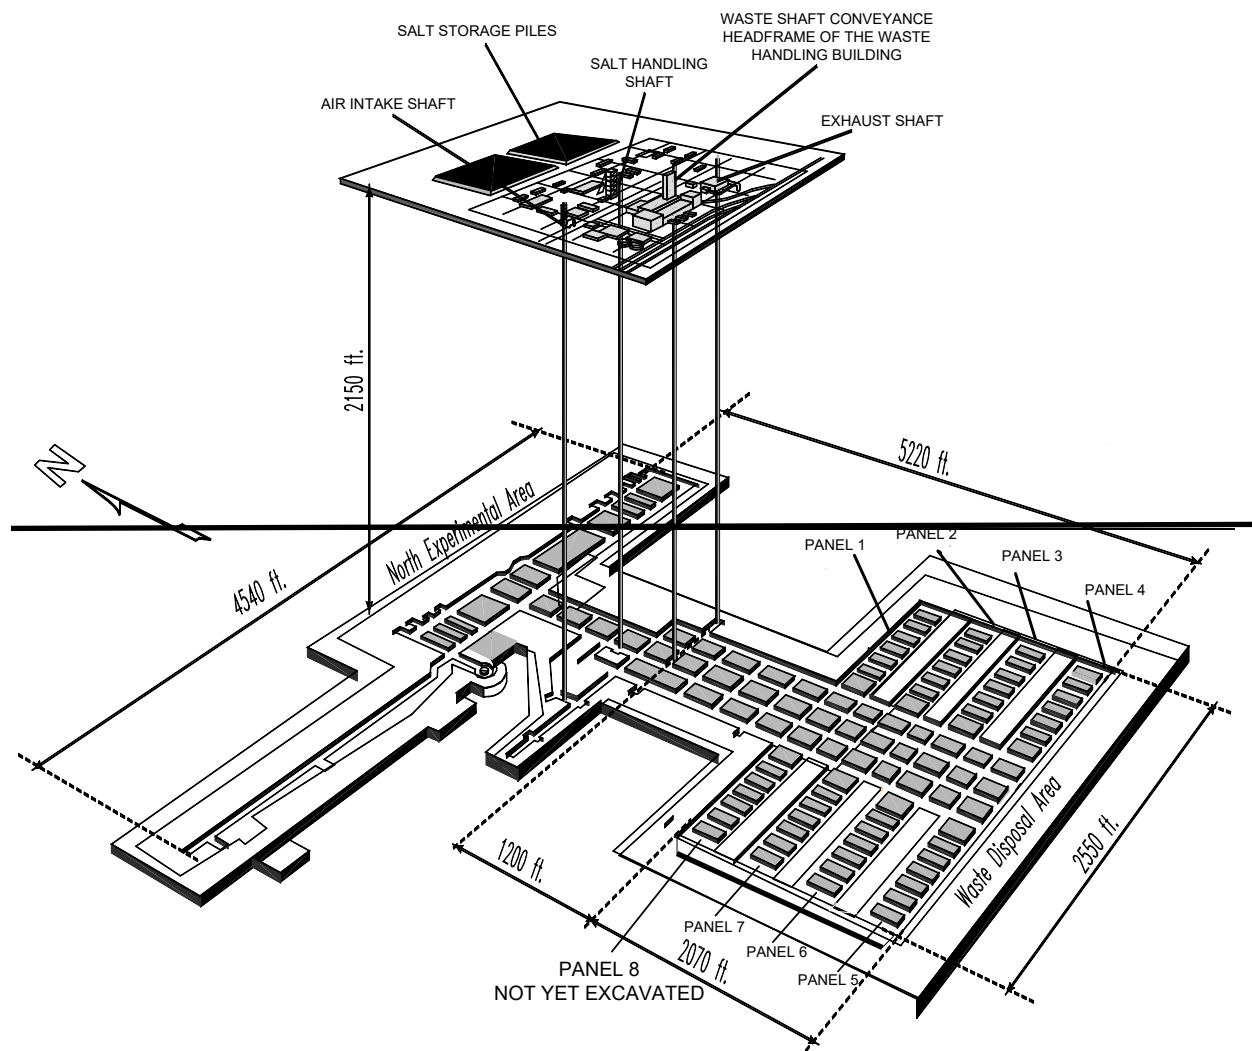 WASTE SHAFT CONVEYANCE
HEADFRAME OF THE WASTE
HANDLING BUILDING
SALT STORAGE PILES
SALT HANDLING
SHAFT
AIR INTAKE SHAFT
EXHAUST SHAFT
2150 ft.
5220 ft.
N
North Experimental Area
4540 ft.
PANEL 1
PANEL 2
PANEL 3
PANEL 4
Waste Disposal Area
2550 ft.
1200 ft.
2070 ft.
PANEL 7
PANEL 6
PANEL 5
PANEL 8
NOT YET EXCAVATED